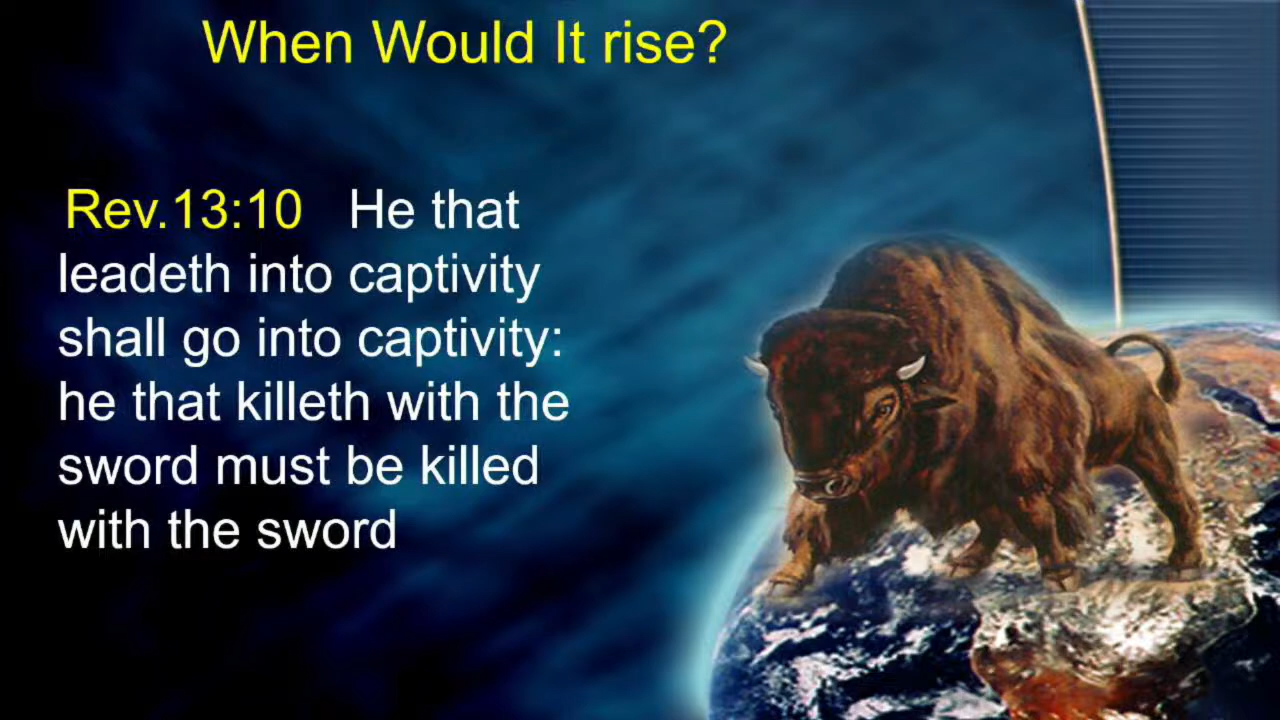 When Would It rise?
Rev.13:10 He that
leadeth into captivity
shall go into captivity:
he that killeth with the
sword must be killed
with the sword